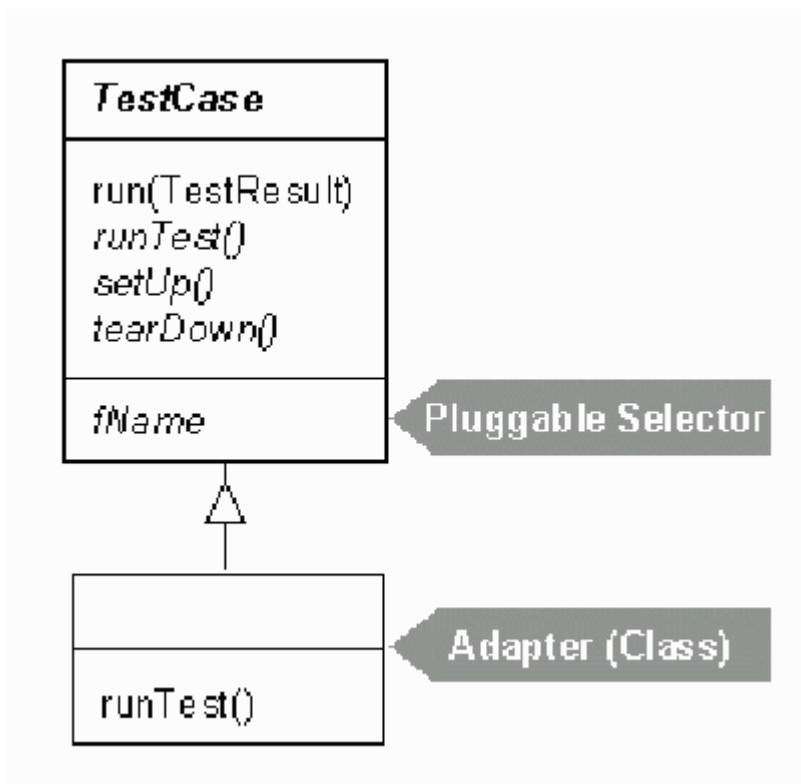 TestCase
run(TestResult)
runTest()
setUp()
tearDown()
fName
Pluggable Selector
Adapter (Class)
runTest()